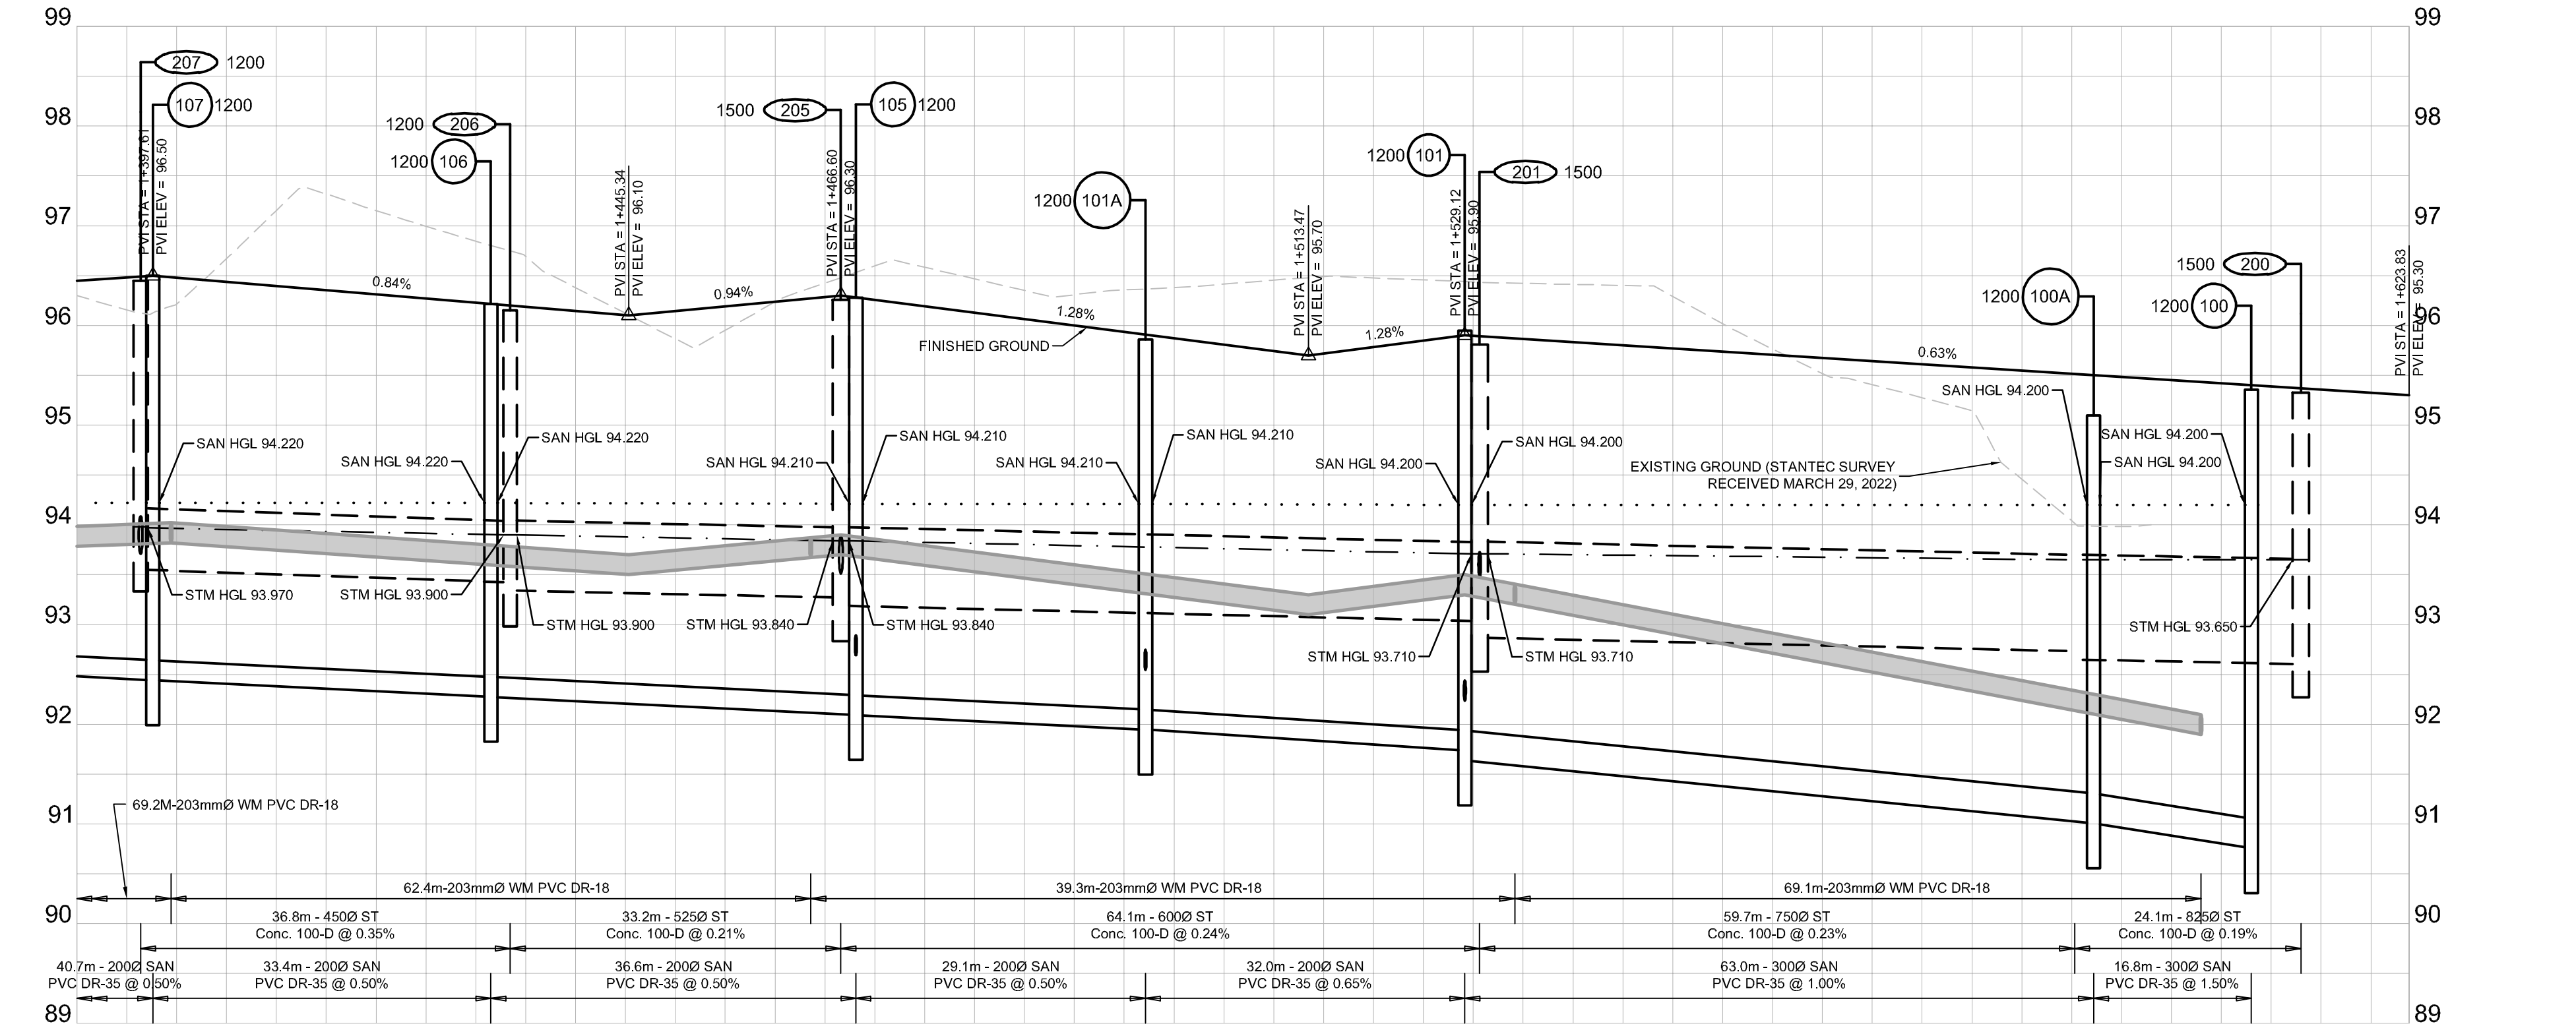 99
99
207 1200
107 1200
1500 205
105 1200
98
98
1200 206
1200 106
1200 101
201 1500
1200 101A
97
97
PVI STA = 1+397.61
PVI ELEV = 96.50
PVI STA = 1+445.34
PVI ELEV = 96.10
PVI STA = 1+466.60
PVI ELEV = 96.30
PVI STA = 1+513.47
PVI ELEV = 95.70
PVI STA = 1+529.12
PVI ELEV = 95.90
PVI STA = 1+623.83
PVI ELEV = 95.30
1500 200
1200 100A
1200 100
0.84%
0.94%
1.28%
1.28%
0.63%
96
96
FINISHED GROUND
SAN HGL 94.200
95
95
SAN HGL 94.220
SAN HGL 94.220
SAN HGL 94.220
SAN HGL 94.210
SAN HGL 94.210
SAN HGL 94.210
SAN HGL 94.210
SAN HGL 94.200
SAN HGL 94.200
SAN HGL 94.200
SAN HGL 94.200
EXISTING GROUND (STANTEC SURVEY
RECEIVED MARCH 29, 2022)
94
94
STM HGL 93.970
STM HGL 93.900
STM HGL 93.900
STM HGL 93.840
STM HGL 93.840
STM HGL 93.710
STM HGL 93.710
STM HGL 93.650
93
93
92
92
69.2M-203mmØ WM PVC DR-18
91
91
62.4m-203mmØ WM PVC DR-18
39.3m-203mmØ WM PVC DR-18
69.1m-203mmØ WM PVC DR-18
90
90
36.8m - 450Ø ST
Conc. 100-D @ 0.35%
33.2m - 525Ø ST
Conc. 100-D @ 0.21%
64.1m - 600Ø ST
Conc. 100-D @ 0.24%
59.7m - 750Ø ST
Conc. 100-D @ 0.23%
24.1m - 825Ø ST
Conc. 100-D @ 0.19%
40.7m - 200Ø SAN
PVC DR-35 @ 0.50%
33.4m - 200Ø SAN
PVC DR-35 @ 0.50%
36.6m - 200Ø SAN
PVC DR-35 @ 0.50%
29.1m - 200Ø SAN
PVC DR-35 @ 0.50%
32.0m - 200Ø SAN
PVC DR-35 @ 0.65%
63.0m - 300Ø SAN
PVC DR-35 @ 1.00%
16.8m - 300Ø SAN
PVC DR-35 @ 1.50%
89
89